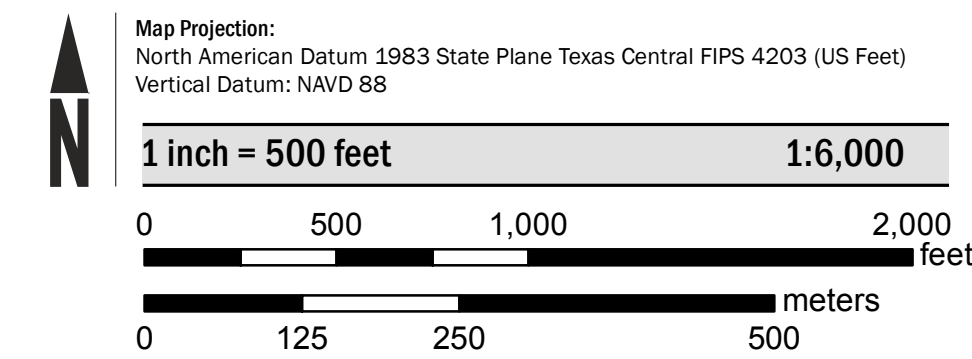 Map Projection:
North American Datum 1983 State Plane Texas Central FIPS 4203 (US Feet)
Vertical Datum: NAVD 88
N
1 inch = 500 feet 1:6,000
0 500 1,000 2,000
feet
meters
0 125 250 500